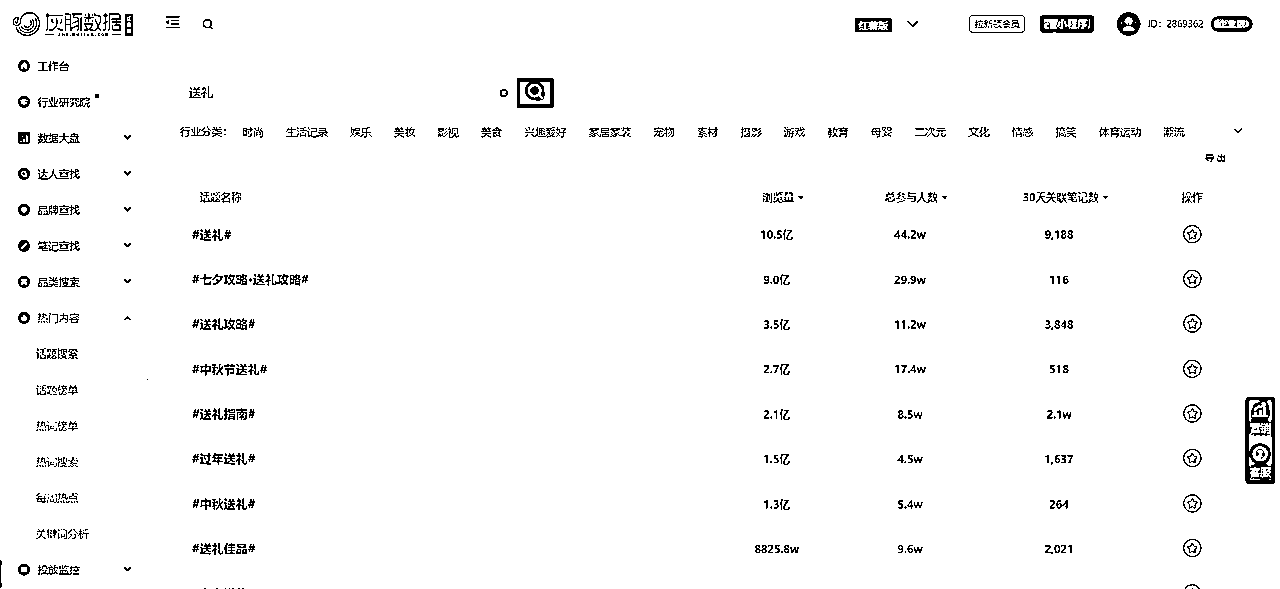 灰豚数据
红薯版
拉新领会员
小程序
ID: 2869362
工作台
行业研究院
数据大盘
达人查找
品牌查找
笔记查找
品类搜索
热门内容
话题搜索
话题榜单
热词榜单
热词搜索
每周热点
关键词分析
投放监控
送礼
行业分类: 时尚 生活记录 娱乐 美妆 影视 美食 兴趣爱好 家居家装 宠物 素材 摄影 游戏 教育 母婴 二次元 文化 情感 搞笑 体育运动 潮流
导出
话题名称 浏览量 总参与人数 30天关联笔记数 操作
#送礼# 10.5亿 44.2w 9,188
#七夕攻略•送礼攻略# 9.0亿 29.9w 116
#送礼攻略# 3.5亿 11.2w 3,848
#中秋节送礼# 2.7亿 17.4w 518
#送礼指南# 2.1亿 8.5w 2.1w
#过年送礼# 1.5亿 4.5w 1,637
#中秋送礼# 1.3亿 5.4w 264
#送礼佳品# 8825.8w 9.6w 2,021
客服